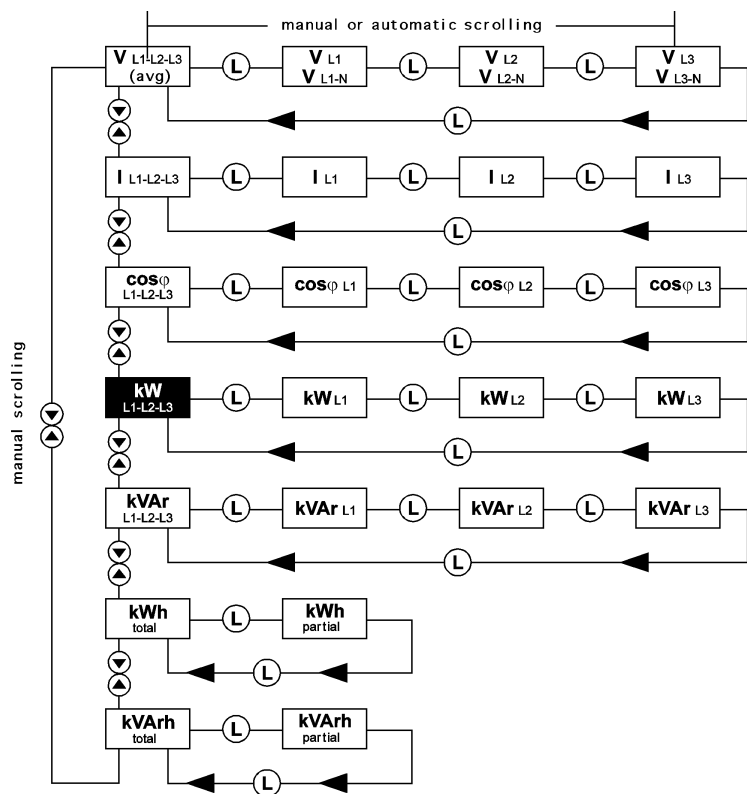 manual or automatic scrolling
V L1-L2-L3
(avg)
L
V L1
V L1-N
L
V L2
V L2-N
L
V L3
V L3-N
L
I L1-L2-L3
L
I L1
L
I L2
L
I L3
L
cosφ
L1-L2-L3
L
cosφ L1
L
cosφ L2
L
cosφ L3
L
manual scrolling
kW
L1-L2-L3
L
kW L1
L
kW L2
L
kW L3
L
kVAr
L1-L2-L3
L
kVAr L1
L
kVAr L2
L
kVAr L3
L
kWh
total
L
kWh
partial
L
kVArh
total
L
kVArh
partial
L